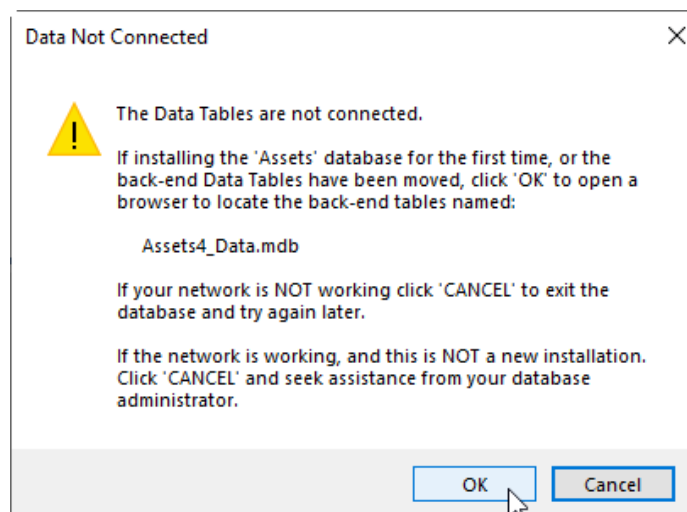 Data Not Connected
The Data Tables are not connected.
If installing the 'Assets' database for the first time, or the
back-end Data Tables have been moved, click 'OK' to open a
browser to locate the back-end tables named:
Assets4_Data.mdb
If your network is NOT working click 'CANCEL' to exit the
database and try again later.
If the network is working, and this is NOT a new installation.
Click 'CANCEL' and seek assistance from your database
administrator.
OK
Cancel